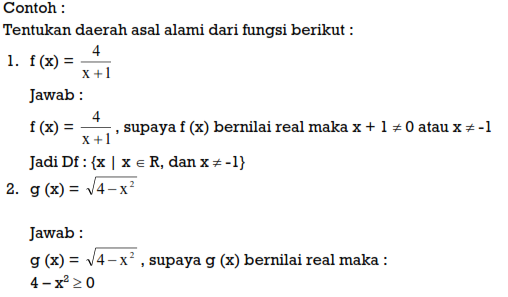 Contoh :
Tentukan daerah asal alami dari fungsi berikut :
1. f (x) = 4/(x + 1)
Jawab :
f (x) = 4/(x + 1) , supaya f (x) bernilai real maka x + 1 ≠ 0 atau x ≠ -1
Jadi Df : {x | x ∈ R, dan x ≠ -1}
2. g (x) = √(4 – x²)
Jawab :
g (x) = √(4 – x²) , supaya g (x) bernilai real maka :
4 – x² ≥ 0